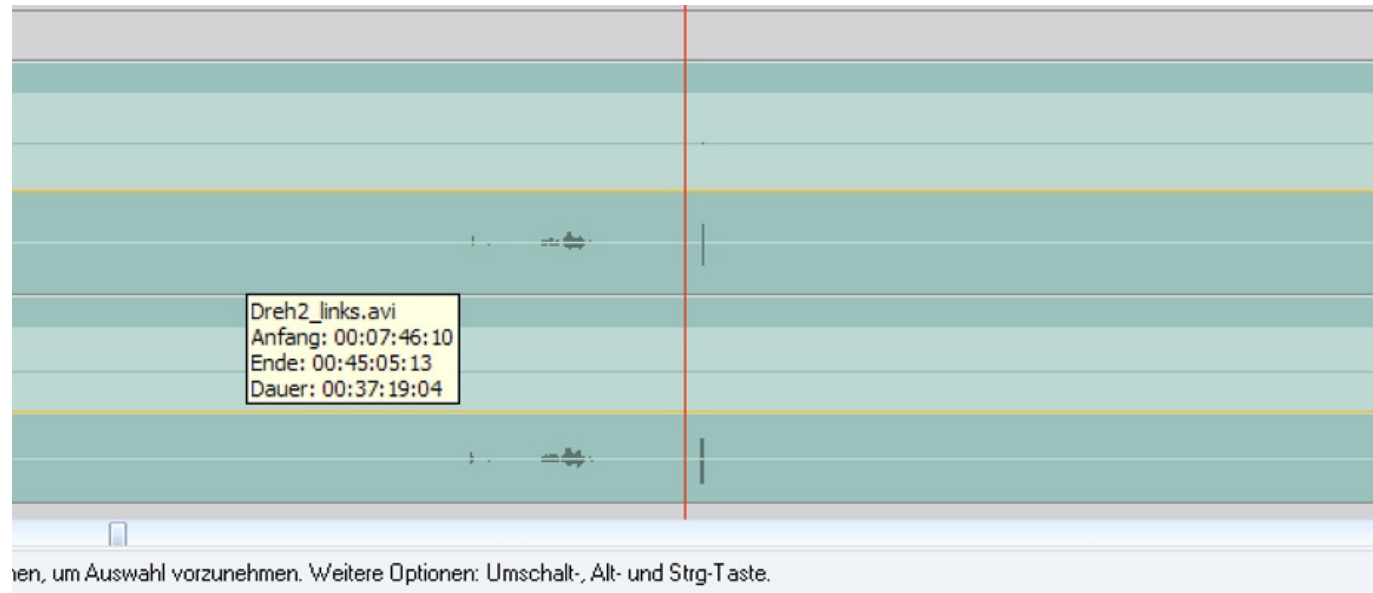 Dreh2_links.avi
Anfang: 00:07:46:10
Ende: 00:45:05:13
Dauer: 00:37:19:04
um Auswahl vorzunehmen. Weitere Optionen: Umschalt-, Alt- und Strg-Taste.